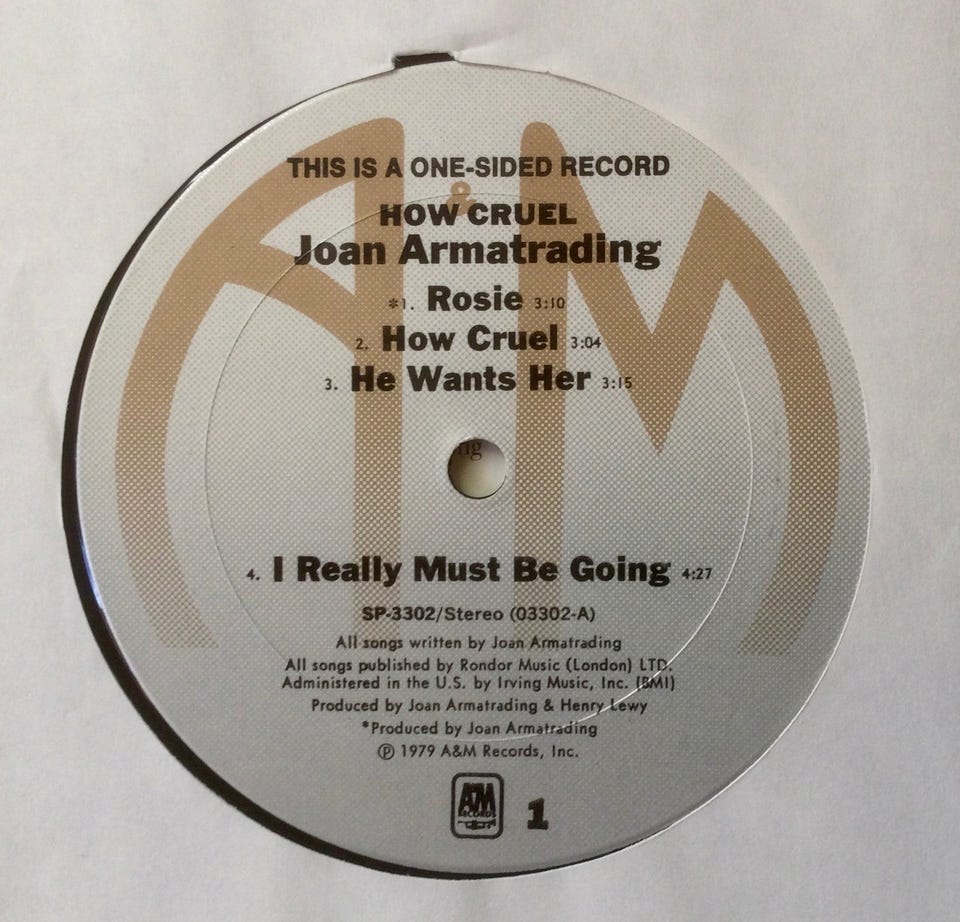 THIS IS A ONE-SIDED RECORD
&
HOW CRUEL
Joan Armatrading
*1. Rosie 3:10
2. How Cruel 3:04
3. He Wants Her 3:15
ng
4. I Really Must Be Going 4:27
SP-3302/Stereo (03302-A)
All songs written by Joan Armatrading
All songs published by Rondor Music (London) LTD.
Administered in the U.S. by Irving Music, Inc. (BMI)
Produced by Joan Armatrading & Henry Lewy
*Produced by Joan Armatrading
℗ 1979 A&M Records, Inc.
A&M
RECORDS
1